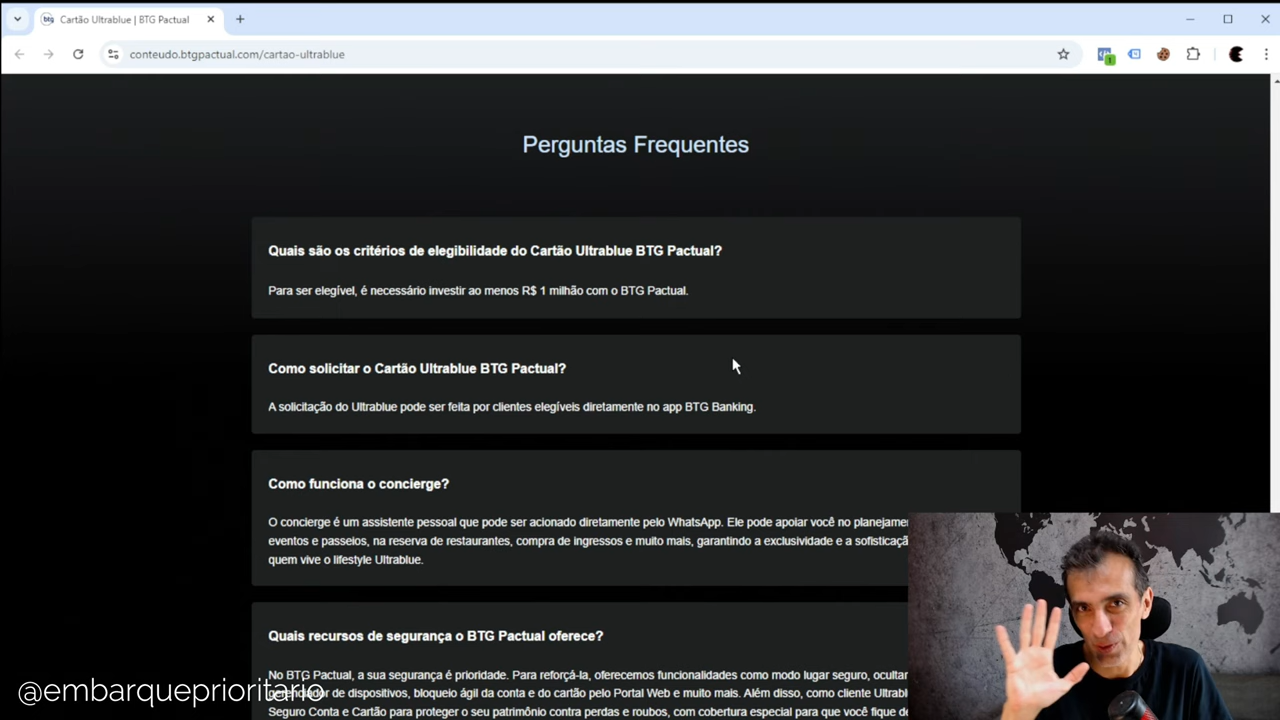 Cartão Ultrablue | BTG Pactual
conteudo.btgpactual.com/cartao-ultrablue
1
Perguntas Frequentes
Quais são os critérios de elegibilidade do Cartão Ultrablue BTG Pactual?
Para ser elegível, é necessário investir ao menos R$ 1 milhão com o BTG Pactual.
Como solicitar o Cartão Ultrablue BTG Pactual?
A solicitação do Ultrablue pode ser feita por clientes elegíveis diretamente no app BTG Banking.
Como funciona o concierge?
O concierge é um assistente pessoal que pode ser acionado diretamente pelo WhatsApp. Ele pode apoiar você no planejam
eventos e passeios, na reserva de restaurantes, compra de ingressos e muito mais, garantindo a exclusividade e a sofisticaçã
quem vive o lifestyle Ultrablue.
Quais recursos de segurança o BTG Pactual oferece?
No BTG Pactual, a sua segurança é prioridade. Para reforçá-la, oferecemos funcionalidades como modo lugar seguro, ocultar
de dispositivos, bloqueio ágil da conta e do cartão pelo Portal Web e muito mais. Além disso, como cliente Ultrabl
Seguro Conta e Cartão para proteger o seu patrimônio contra perdas e roubos, com cobertura especial para que você fique de
@embarqueprioritario